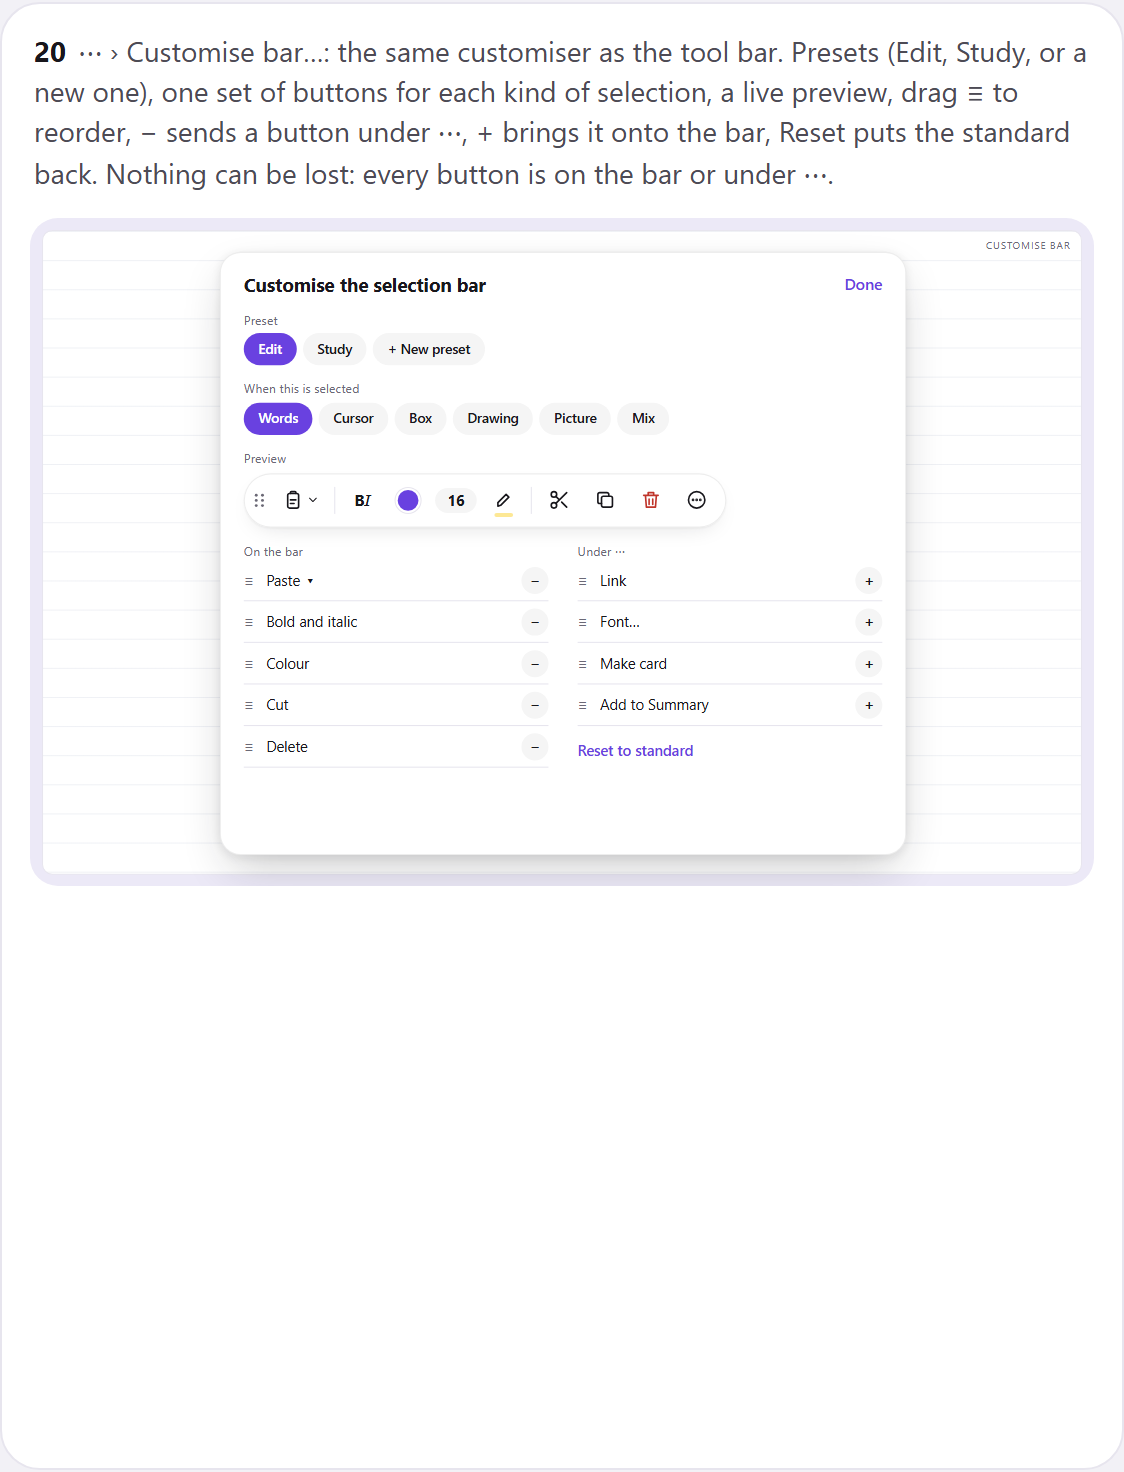 20 ··· › Customise bar...: the same customiser as the tool bar. Presets (Edit, Study, or a
new one), one set of buttons for each kind of selection, a live preview, drag ≡ to
reorder, − sends a button under ···, + brings it onto the bar, Reset puts the standard
back. Nothing can be lost: every button is on the bar or under ···.
CUSTOMISE BAR
Customise the selection bar
Done
Preset
Edit
Study
+ New preset
When this is selected
Words
Cursor
Box
Drawing
Picture
Mix
Preview
BI
16
On the bar
Paste ▾
Bold and italic
Colour
Cut
Delete
Under ···
Link
Font...
Make card
Add to Summary
Reset to standard